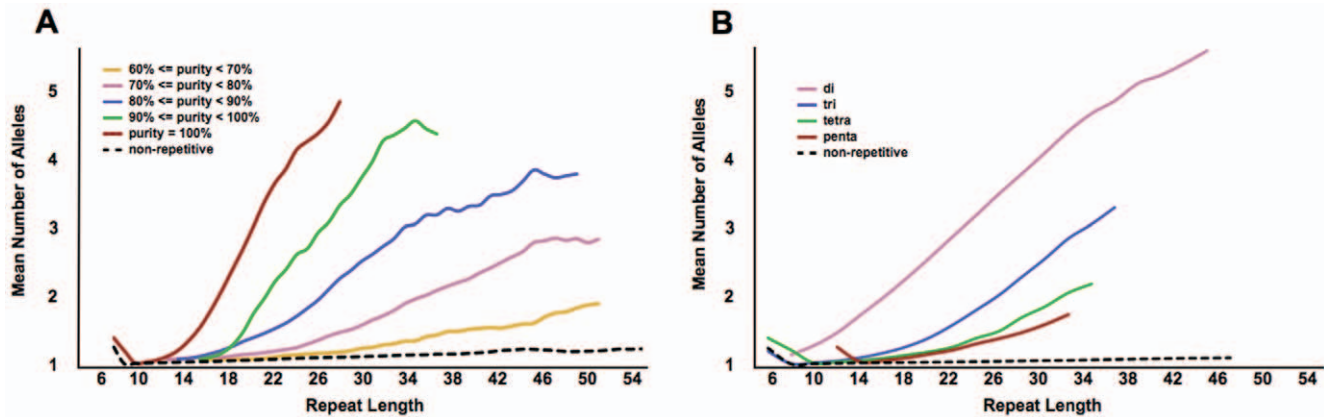 A
60% <= purity < 70%
70% <= purity < 80%
80% <= purity < 90%
90% <= purity < 100%
purity = 100%
non-repetitive
Mean Number of Alleles
5
4
3
2
1
6 10 14 18 22 26 30 34 38 42 46 50 54
Repeat Length
B
di
tri
tetra
penta
non-repetitive
Mean Number of Alleles
5
4
3
2
1
6 10 14 18 22 26 30 34 38 42 46 50 54
Repeat Length